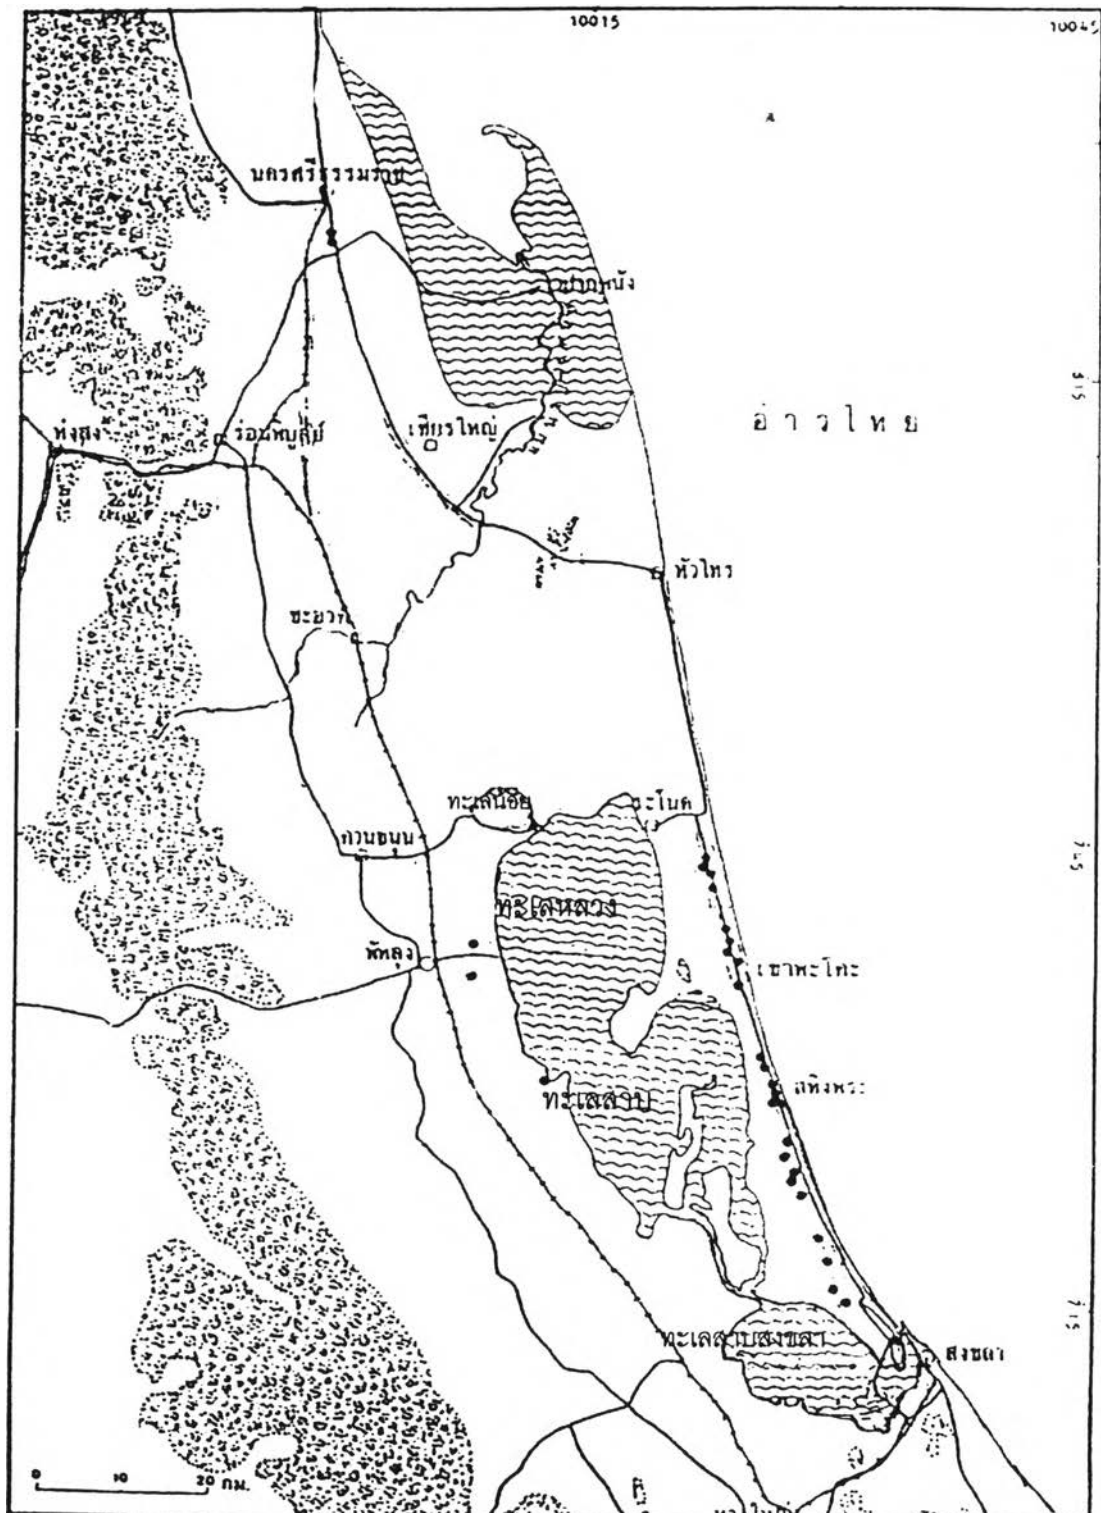 10015
10045
นครศรีธรรมราช
ปากพนัง
815
อ่าวไทย
ทุ่งสง
ร่อนพิบูลย์
เชียรใหญ่
หัวไทร
ชะอวด
ทะเลน้อย
ระโนด
ควนขนุน
745
ทะเลหลวง
พัทลุง
เขาพะโคะ
สทิงพระ
ทะเลสาบ
715
ทะเลสาบสงขลา
สงขลา
0 10 20 กม.